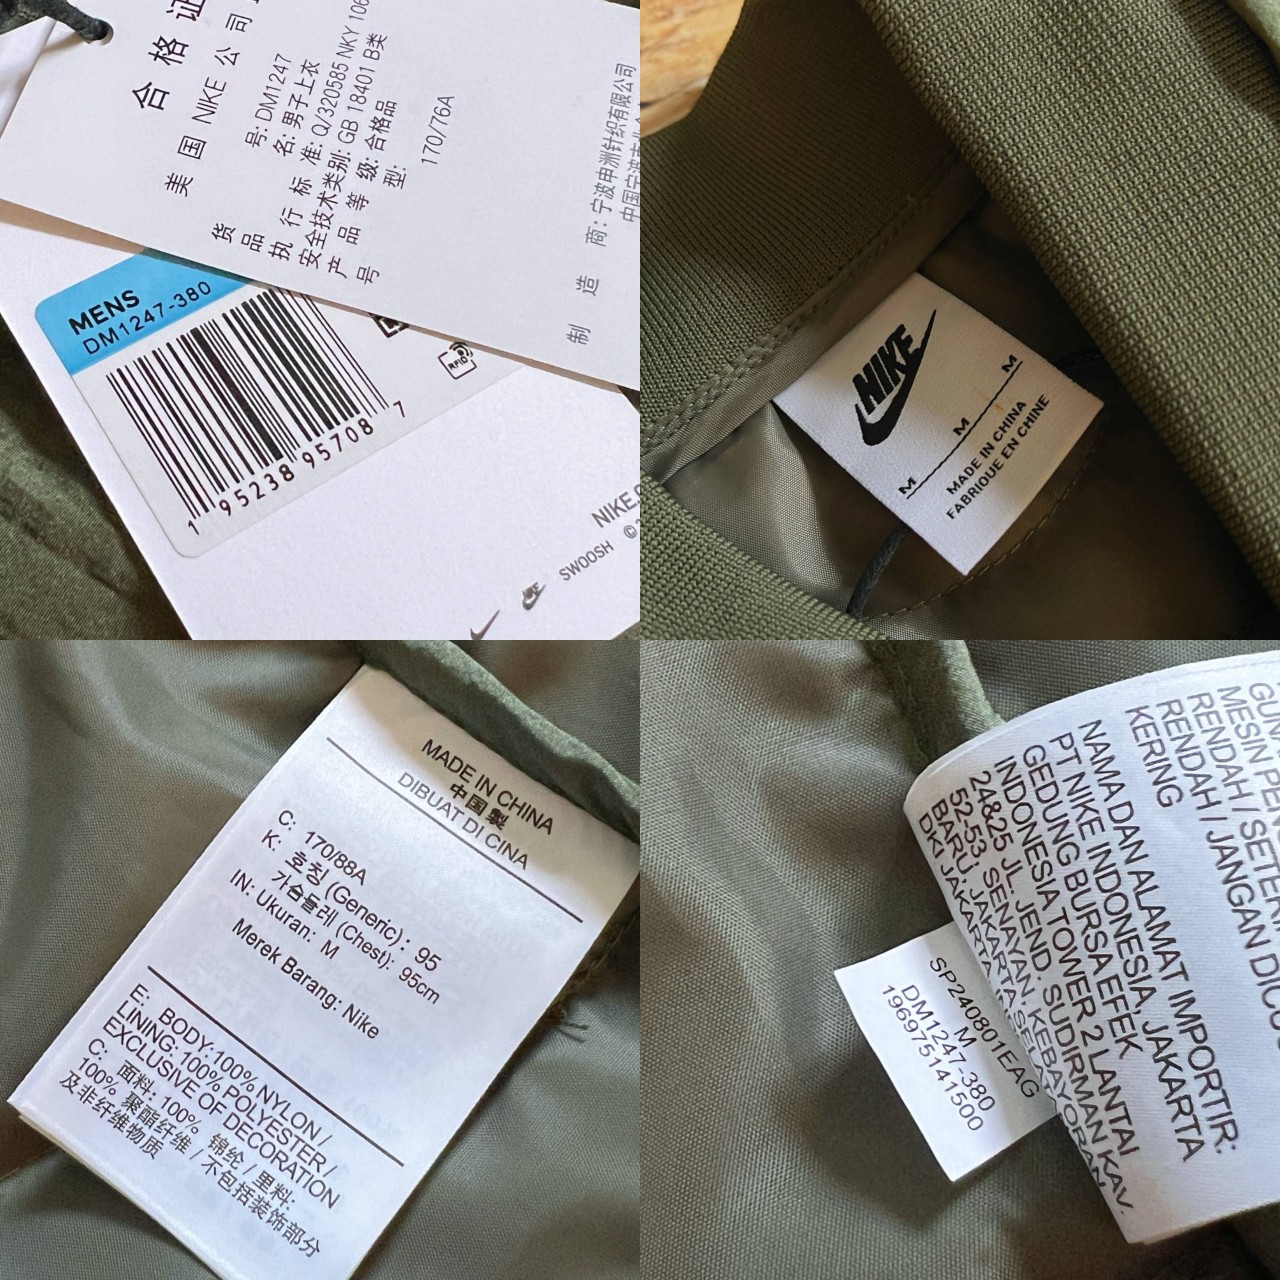 合格证
美国 NIKE 公司
货 号: DM1247
品 名: 男子上衣
执行标准: Q/320585 NKY 106
安全技术类别: GB 18401 B类
产品等级: 合格品
号 型:
170/76A
制造商: 宁波申洲针织有限公司
MENS
DM1247-380
RFID
1 95238 95708 7
NIKE
SWOOSH ©
NIKE
NIKE
M M M
MADE IN CHINA
FABRIQUE EN CHINE
MADE IN CHINA
中国製
DIBUAT DI CINA
C: 170/88A
K: 호칭 (Generic) : 95
가슴둘레 (Chest): 95cm
IN: Ukuran: M
Merek Barang: Nike
E: BODY:100% NYLON /
LINING:100% POLYESTER /
EXCLUSIVE OF DECORATION
C: 面料: 100% 锦纶 / 里料:
100% 聚酯纤维 / 不包括装饰部分
及非纤维物质
MESIN
RENDAH / SETER
RENDAH / JANGAN
KERING
NAMA DAN ALAMAT IMPORTIR:
PT NIKE INDONESIA, JAKARTA
GEDUNG BURSA EFEK
INDONESIA TOWER 2 LANTAI
24&25 JL. JEND. SUDIRMAN KAV.
52-53, SENAYAN, KEBAYORAN
BARU, JAKARTA
DKI JAKARTA
SP240801EAG
M
DM1247-380
196975141500